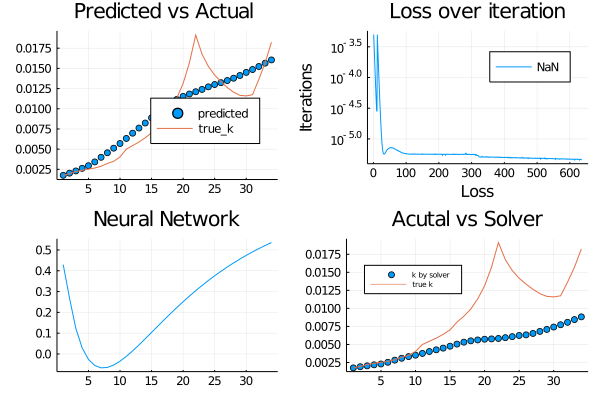 Predicted vs Actual
0.0175
0.0150
0.0125
0.0100
0.0075
0.0050
0.0025
predicted
true_k
5 10 15 20 25 30
Loss over iteration
Iterations
10^-3.5
10^-4.0
10^-4.5
10^-5.0
NaN
0 100 200 300 400 500 600
Loss
Neural Network
0.5
0.4
0.3
0.2
0.1
0.0
5 10 15 20 25 30
Acutal vs Solver
0.0175
0.0150
0.0125
0.0100
0.0075
0.0050
0.0025
k by solver
true k
5 10 15 20 25 30